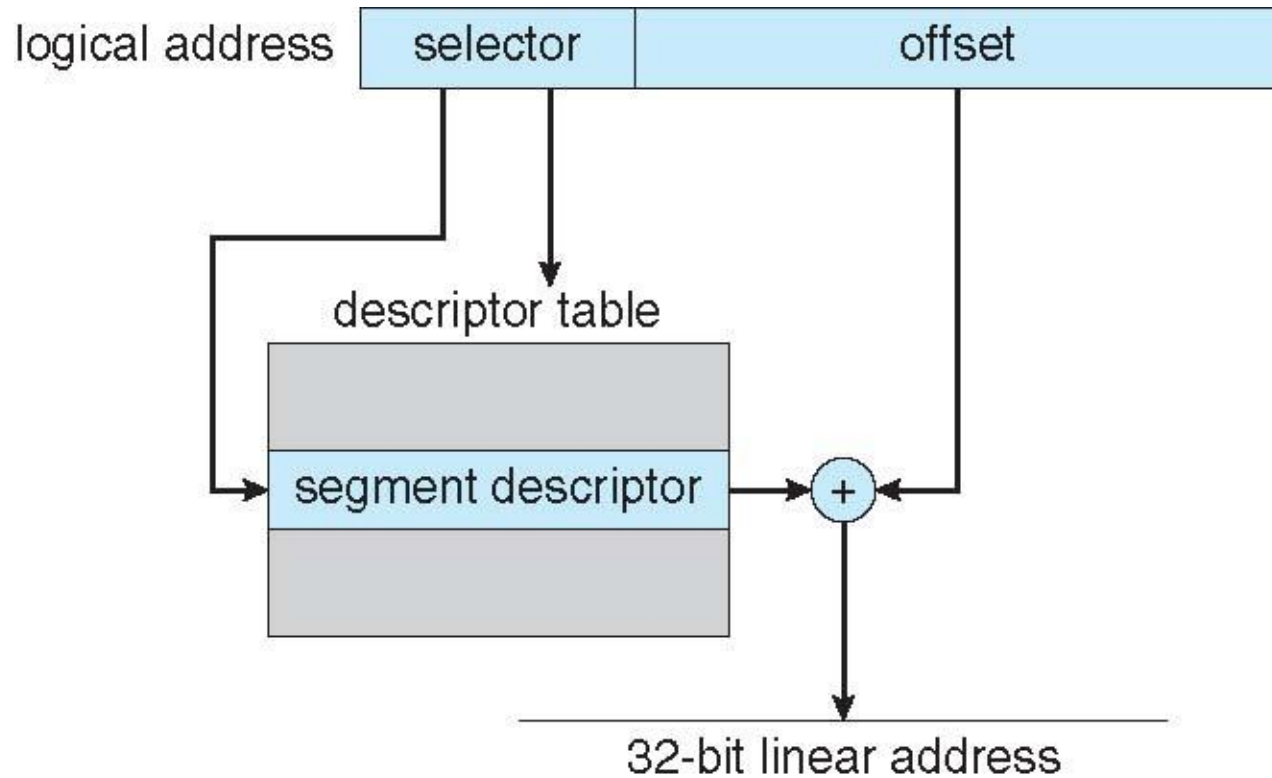 logical address selector offset
descriptor table
segment descriptor +
32-bit linear address